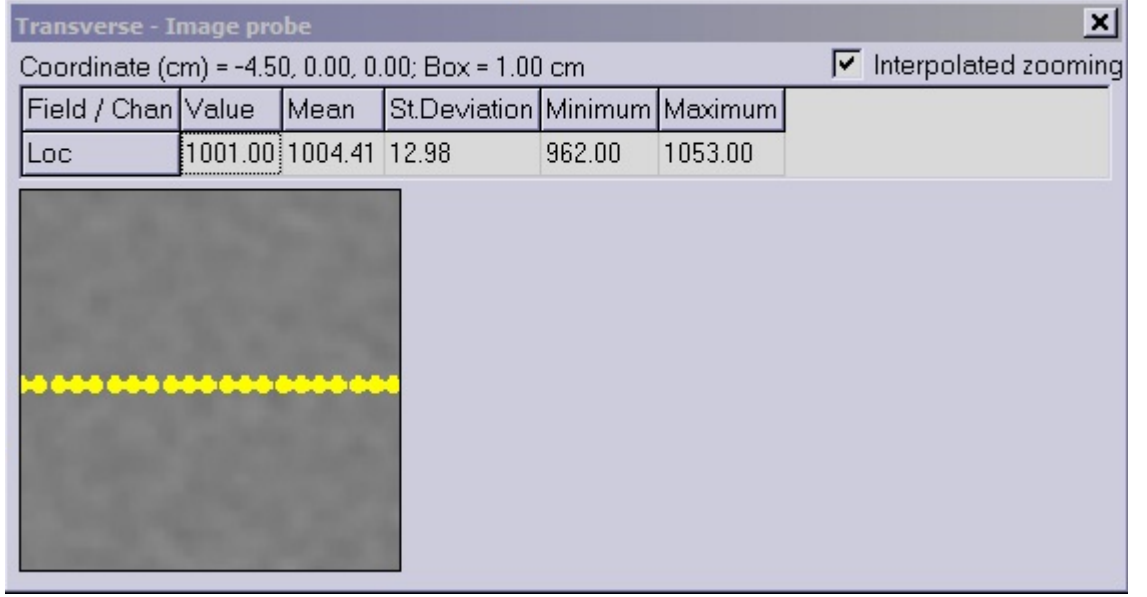 Transverse - Image probe
Coordinate (cm) = -4.50, 0.00, 0.00; Box = 1.00 cm Interpolated zooming
Field / Chan Value Mean St.Deviation Minimum Maximum
Loc 1001.00 1004.41 12.98 962.00 1053.00